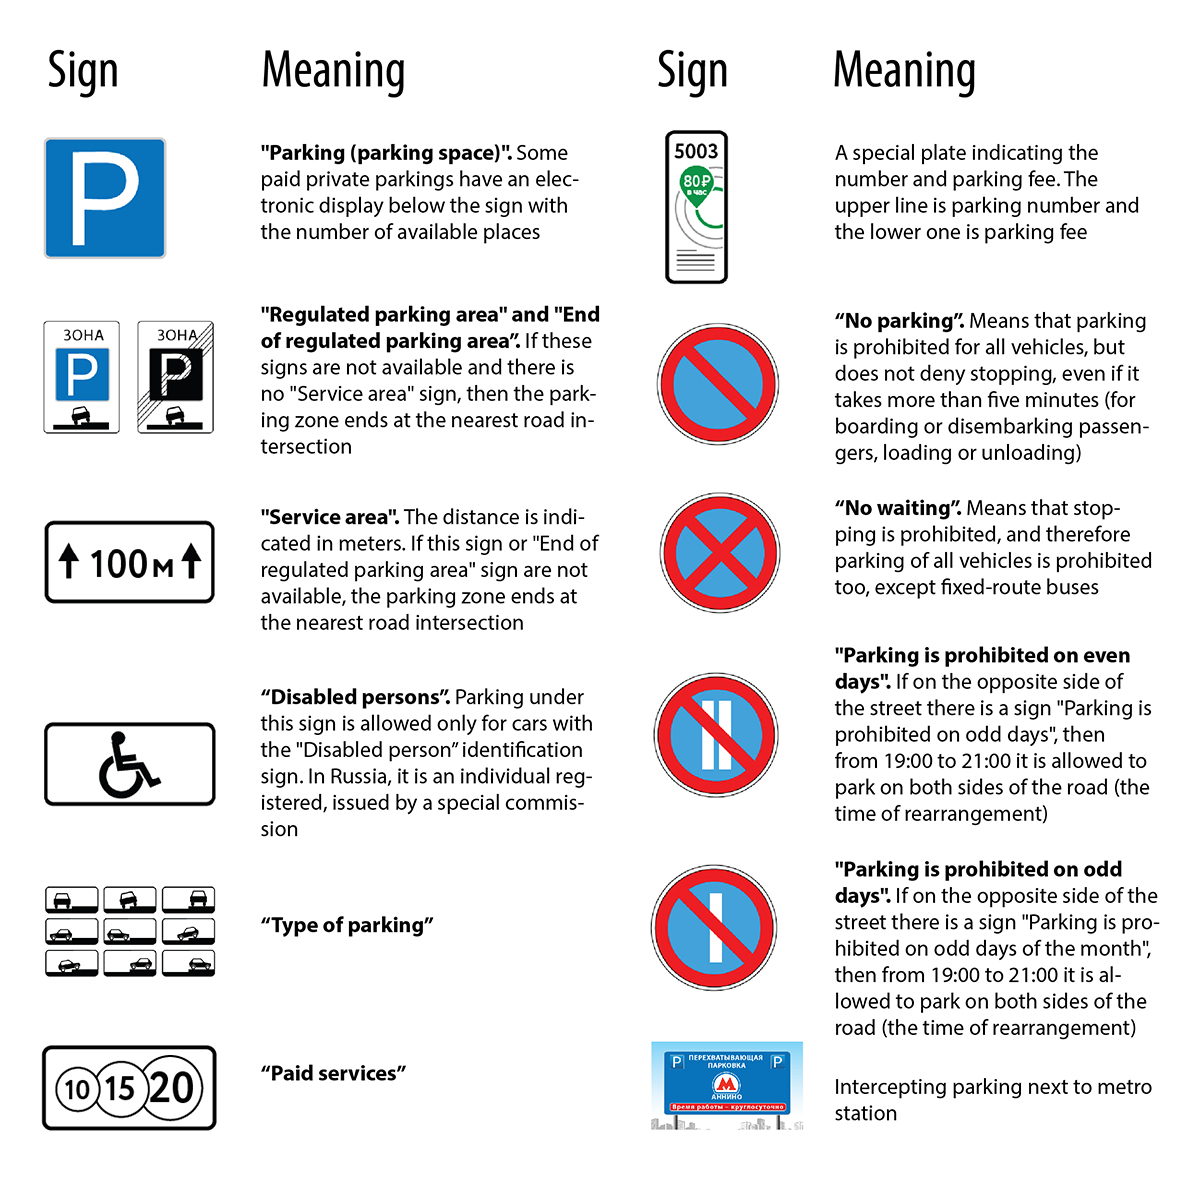 Sign
Meaning
P
"Parking (parking space)". Some
paid private parkings have an elec-
tronic display below the sign with
the number of available places
ЗОНА
P
ЗОНА
P
"Regulated parking area" and "End
of regulated parking area”. If these
signs are not available and there is
no "Service area" sign, then the park-
ing zone ends at the nearest road in-
tersection
100 м
"Service area". The distance is indi-
cated in meters. If this sign or "End of
regulated parking area" sign are not
available, the parking zone ends at
the nearest road intersection
“Disabled persons”. Parking under
this sign is allowed only for cars with
the "Disabled person” identification
sign. In Russia, it is an individual reg-
istered, issued by a special commis-
sion
“Type of parking”
10 15 20
“Paid services”
Sign
Meaning
5003
80₽
в час
A special plate indicating the
number and parking fee. The
upper line is parking number and
the lower one is parking fee
“No parking”. Means that parking
is prohibited for all vehicles, but
does not deny stopping, even if it
takes more than five minutes (for
boarding or disembarking passen-
gers, loading or unloading)
“No waiting”. Means that stop-
ping is prohibited, and therefore
parking of all vehicles is prohibited
too, except fixed-route buses
"Parking is prohibited on even
days". If on the opposite side of
the street there is a sign "Parking is
prohibited on odd days", then
from 19:00 to 21:00 it is allowed to
park on both sides of the road (the
time of rearrangement)
"Parking is prohibited on odd
days". If on the opposite side of the
street there is a sign "Parking is pro-
hibited on odd days of the month",
then from 19:00 to 21:00 it is al-
lowed to park on both sides of the
road (the time of rearrangement)
P ПЕРЕХВАТЫВАЮЩАЯ P
ПАРКОВКА
М
АННИНО
Время работы - круглосуточно
Intercepting parking next to metro
station